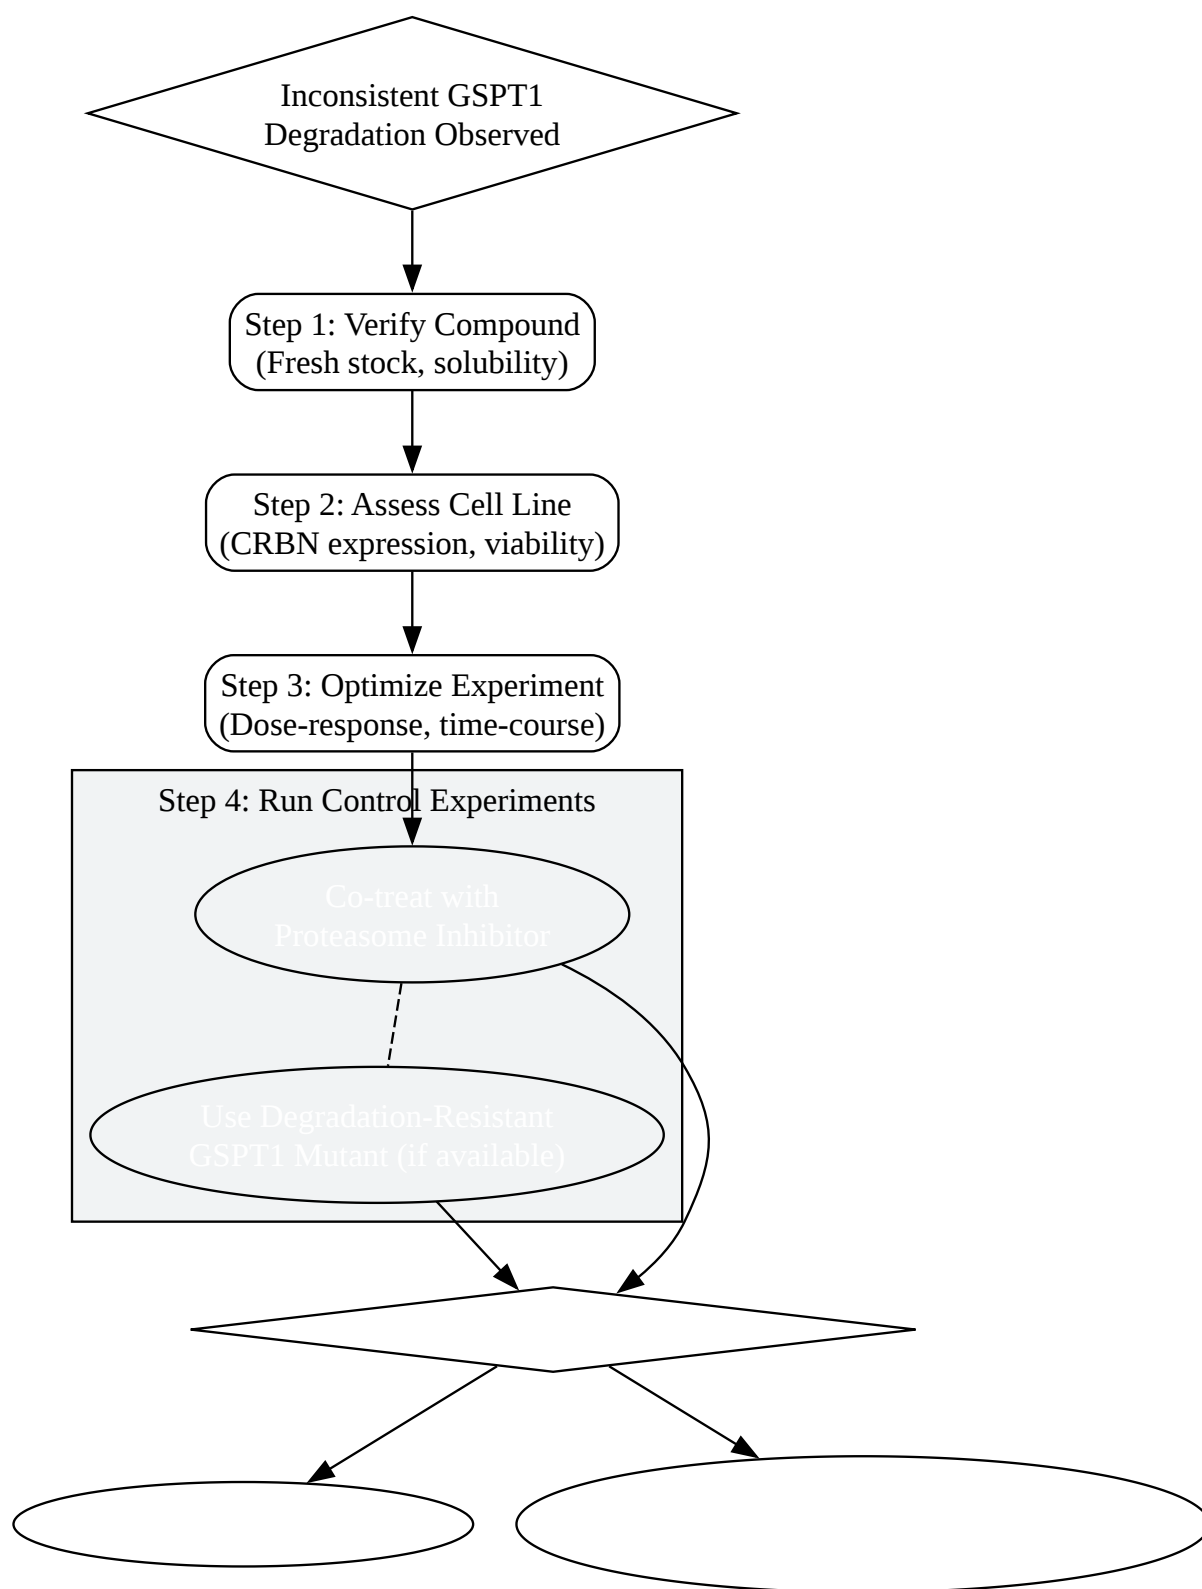 Inconsistent GSPT1
Degradation Observed
Step 1: Verify Compound
(Fresh stock, solubility)
Step 2: Assess Cell Line
(CRBN expression, viability)
Step 3: Optimize Experiment
(Dose-response, time-course)
Step 4: Run Control Experiments
Co-treat with
Proteasome Inhibitor
Use Degradation-Resistant
GSPT1 Mutant (if available)